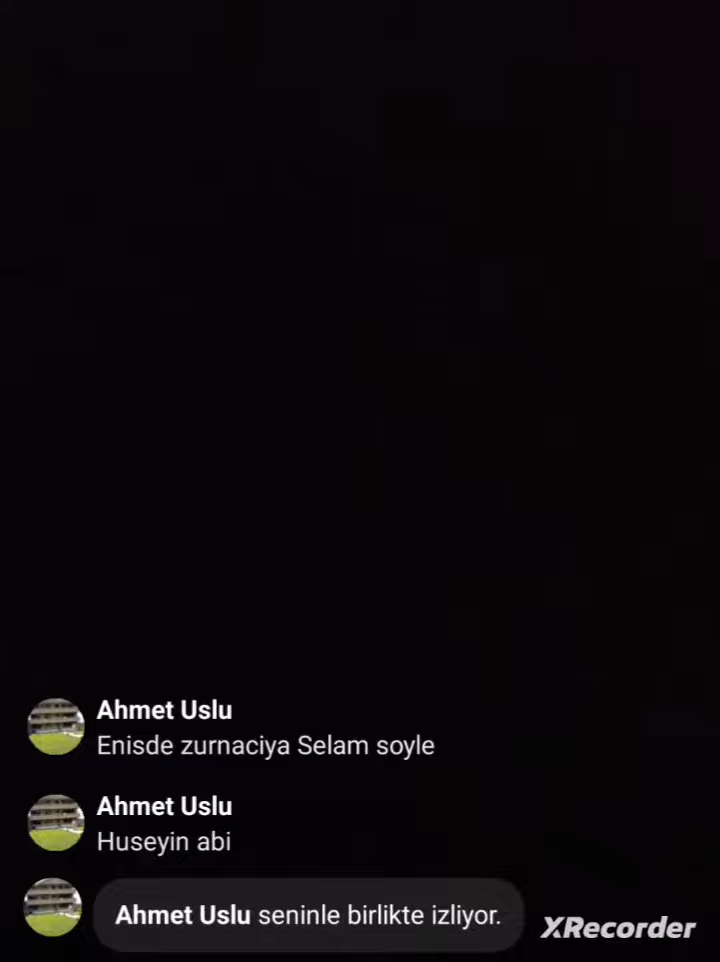 Ahmet Uslu
Enisde zurnaciya Selam soyle
Ahmet Uslu
Huseyin abi
Ahmet Uslu seninle birlikte izliyor.
XRecorder